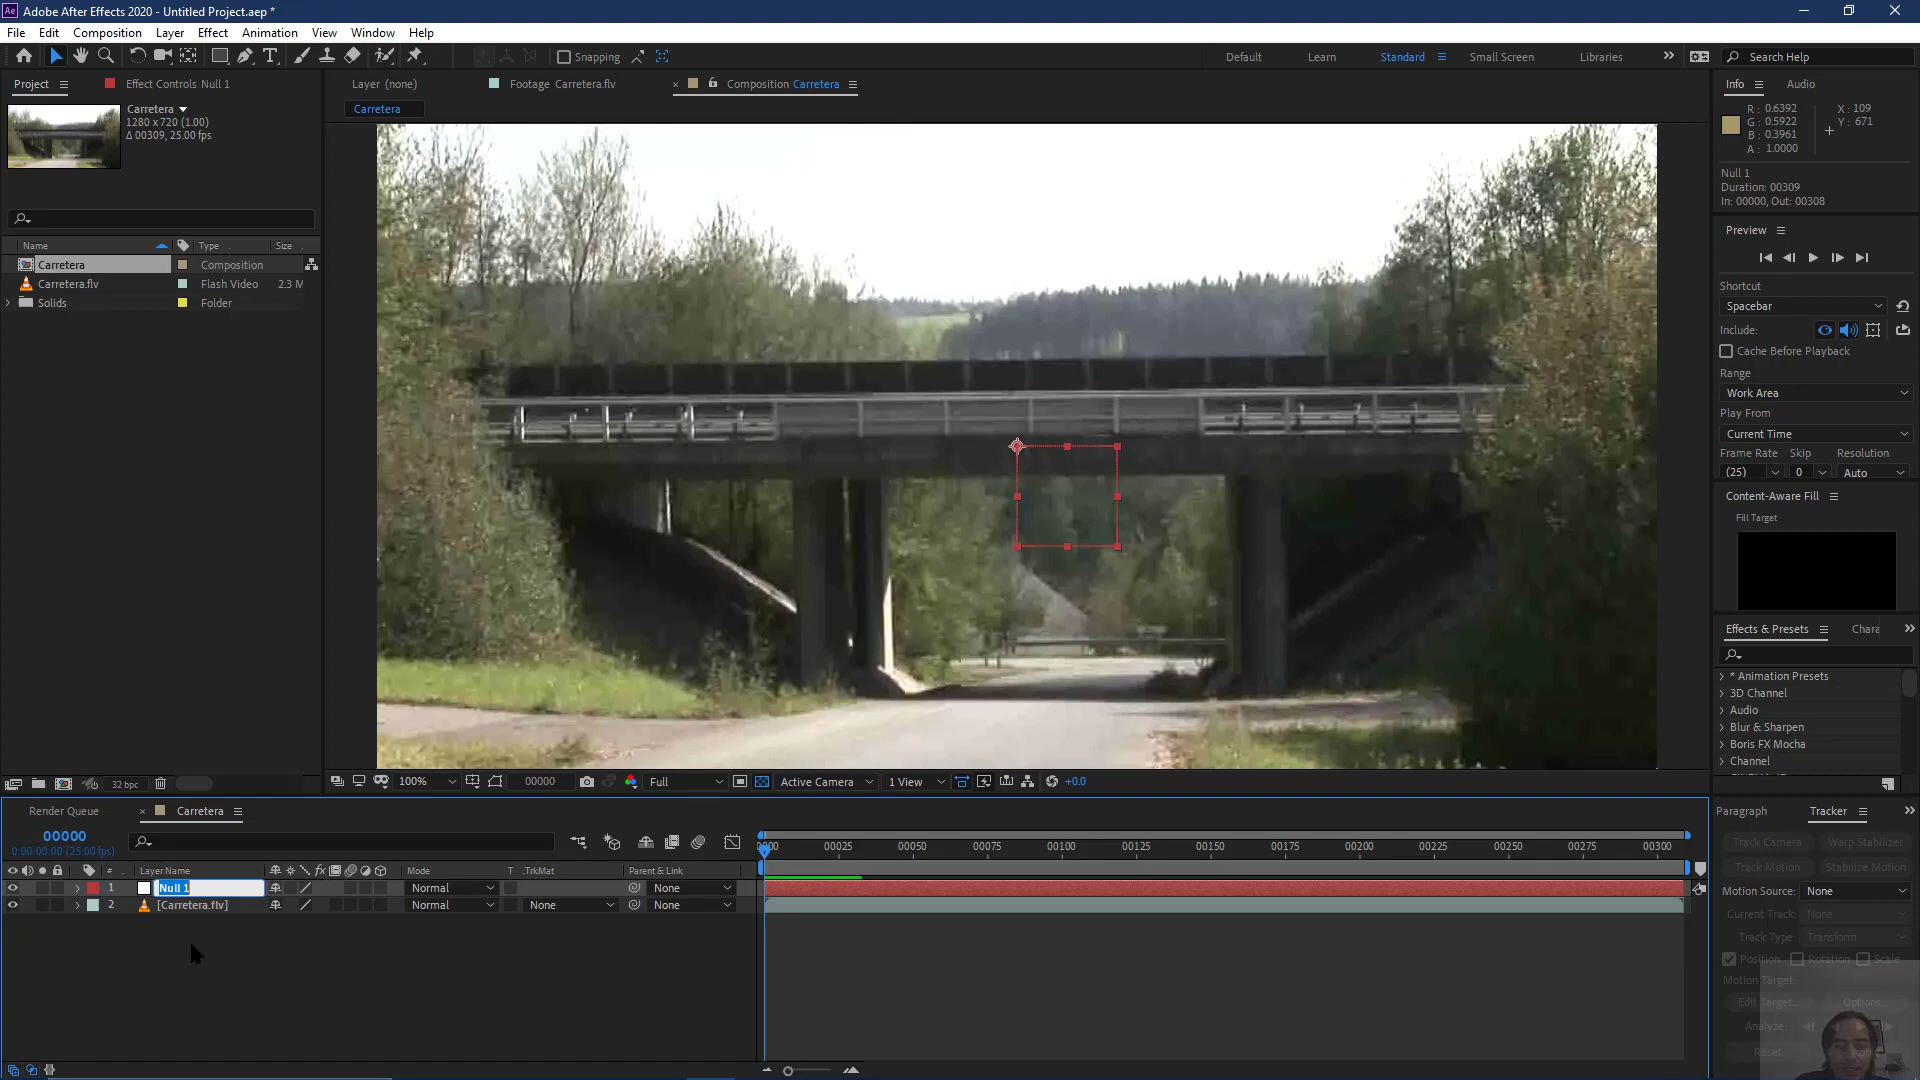 Adobe After Effects 2020 - Untitled Project.aep *
File Edit Composition Layer Effect Animation View Window Help
Snapping
Default Learn Standard Small Screen Libraries
Search Help
Project
Effect Controls Null 1
Carretera
1280 x 720 (1.00)
Δ 00309, 25.00 fps
Name Type Size
Carretera Composition
Carretera.flv Flash Video 2.3 M
Solids Folder
32 bpc
Layer (none)
Footage Carretera.flv
Composition Carretera
Carretera
100%
00000
Full
Active Camera
1 View
+0.0
Info Audio
R : 0.6392
G : 0.5922
B : 0.3961
A : 1.0000
X : 109
Y : 671
Null 1
Duration: 00309
In: 00000, Out: 00308
Preview
Shortcut
Spacebar
Include:
Cache Before Playback
Range
Work Area
Play From
Current Time
Frame Rate Skip Resolution
(25) 0 Auto
Content-Aware Fill
Fill Target
Effects & Presets
Chara
* Animation Presets
3D Channel
Audio
Blur & Sharpen
Boris FX Mocha
Channel
Render Queue
Carretera
00000
0:00:00:00 (25.00 fps)
# Layer Name Mode T .TrkMat Parent & Link
1 Null 1 Normal None
2 [Carretera.flv] Normal None None
00025 00050 00075 00100 00125 00150 00175 00200 00225 00250 00275 00300
Paragraph Tracker
Track Camera Warp Stabilizer
Track Motion Stabilize Motion
Motion Source: None
Current Track: None
Track Type: Transform
Position Rotation Scale
Motion Target:
Edit Target... Options...
Analyze:
Reset